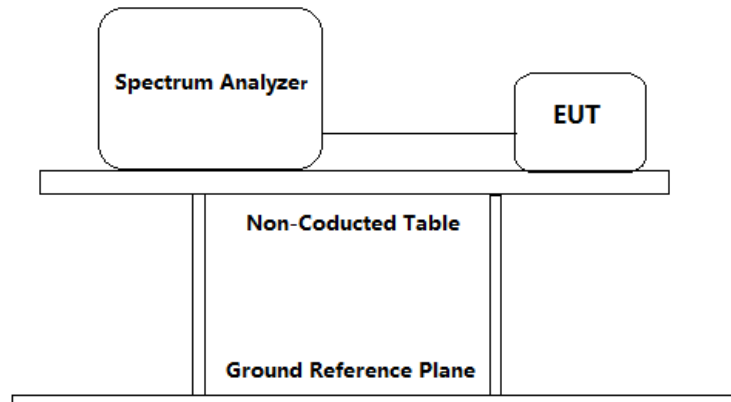 Spectrum Analyzer
EUT
Non-Coducted Table
Ground Reference Plane